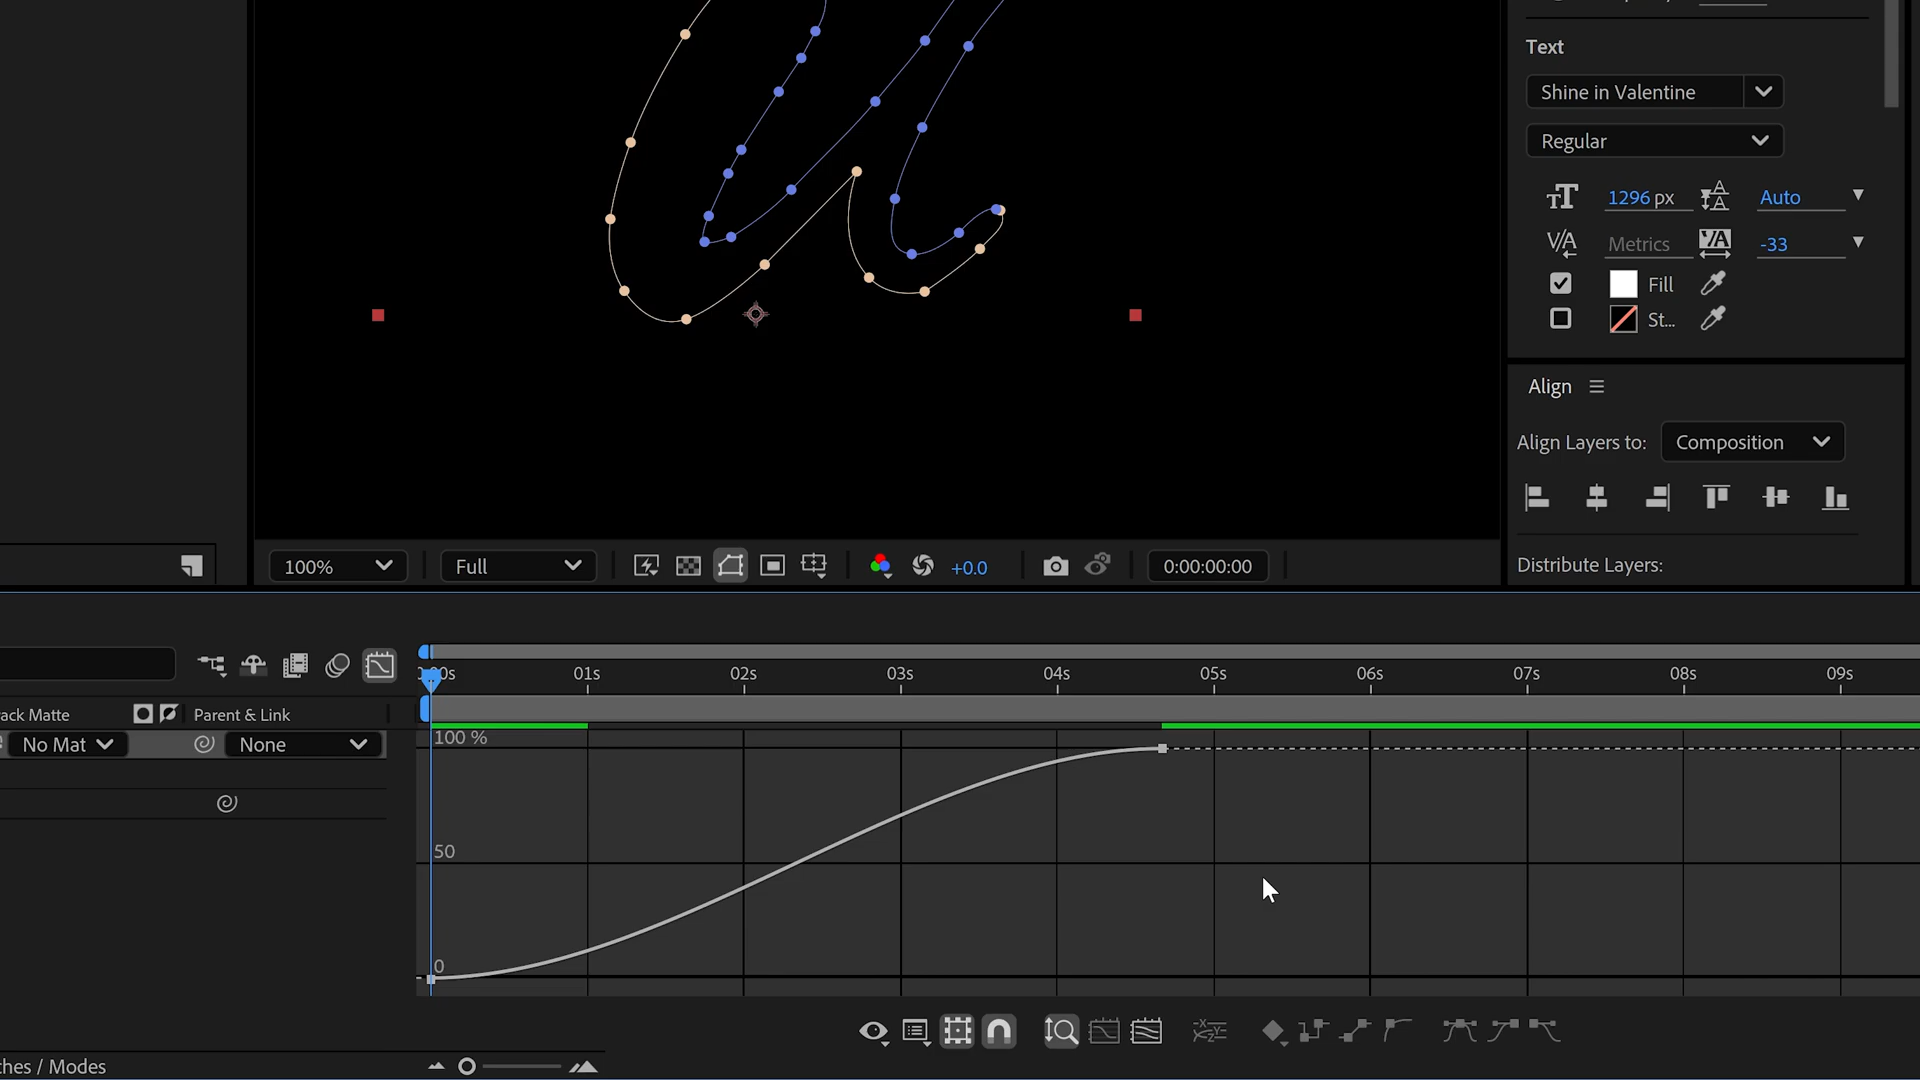 Text
Shine in Valentine
Regular
1296 px
Auto
Metrics
-33
Fill
St...
Align
Align Layers to: Composition
Distribute Layers:
100%
Full
+0.0
0:00:00:00
01s 02s 03s 04s 05s 06s 07s 08s 09s
ack Matte
Parent & Link
No Mat
None
100 %
50
0
hes / Modes